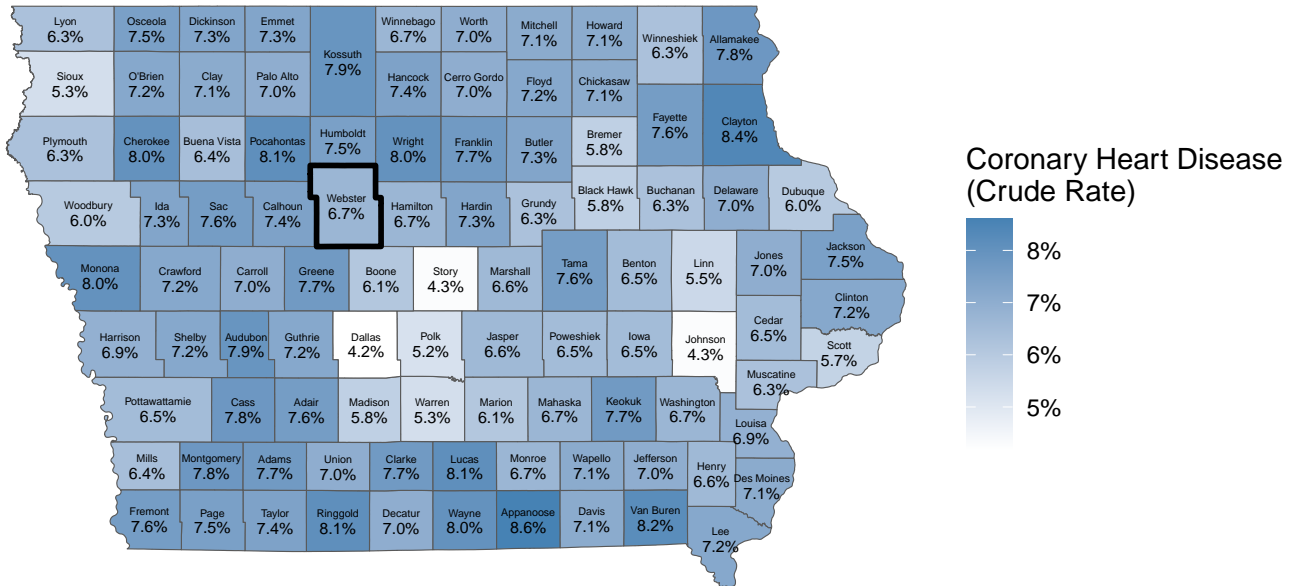 Lyon
6.3%
Osceola
7.5%
Dickinson
7.3%
Emmet
7.3%
Kossuth
7.9%
Winnebago
6.7%
Worth
7.0%
Mitchell
7.1%
Howard
7.1%
Winneshiek
6.3%
Allamakee
7.8%
Sioux
5.3%
O'Brien
7.2%
Clay
7.1%
Palo Alto
7.0%
Hancock
7.4%
Cerro Gordo
7.0%
Floyd
7.2%
Chickasaw
7.1%
Fayette
7.6%
Clayton
8.4%
Plymouth
6.3%
Cherokee
8.0%
Buena Vista
6.4%
Pocahontas
8.1%
Humboldt
7.5%
Wright
8.0%
Franklin
7.7%
Butler
7.3%
Bremer
5.8%
Woodbury
6.0%
Ida
7.3%
Sac
7.6%
Calhoun
7.4%
Webster
6.7%
Hamilton
6.7%
Hardin
7.3%
Grundy
6.3%
Black Hawk
5.8%
Buchanan
6.3%
Delaware
7.0%
Dubuque
6.0%
Monona
8.0%
Crawford
7.2%
Carroll
7.0%
Greene
7.7%
Boone
6.1%
Story
4.3%
Marshall
6.6%
Tama
7.6%
Benton
6.5%
Linn
5.5%
Jones
7.0%
Jackson
7.5%
Clinton
7.2%
Harrison
6.9%
Shelby
7.2%
Audubon
7.9%
Guthrie
7.2%
Dallas
4.2%
Polk
5.2%
Jasper
6.6%
Poweshiek
6.5%
Iowa
6.5%
Johnson
4.3%
Cedar
6.5%
Scott
5.7%
Muscatine
6.3%
Pottawattamie
6.5%
Cass
7.8%
Adair
7.6%
Madison
5.8%
Warren
5.3%
Marion
6.1%
Mahaska
6.7%
Keokuk
7.7%
Washington
6.7%
Louisa
6.9%
Mills
6.4%
Montgomery
7.8%
Adams
7.7%
Union
7.0%
Clarke
7.7%
Lucas
8.1%
Monroe
6.7%
Wapello
7.1%
Jefferson
7.0%
Henry
6.6%
Des Moines
7.1%
Fremont
7.6%
Page
7.5%
Taylor
7.4%
Ringgold
8.1%
Decatur
7.0%
Wayne
8.0%
Appanoose
8.6%
Davis
7.1%
Van Buren
8.2%
Lee
7.2%
Coronary Heart Disease
(Crude Rate)
8%
7%
6%
5%